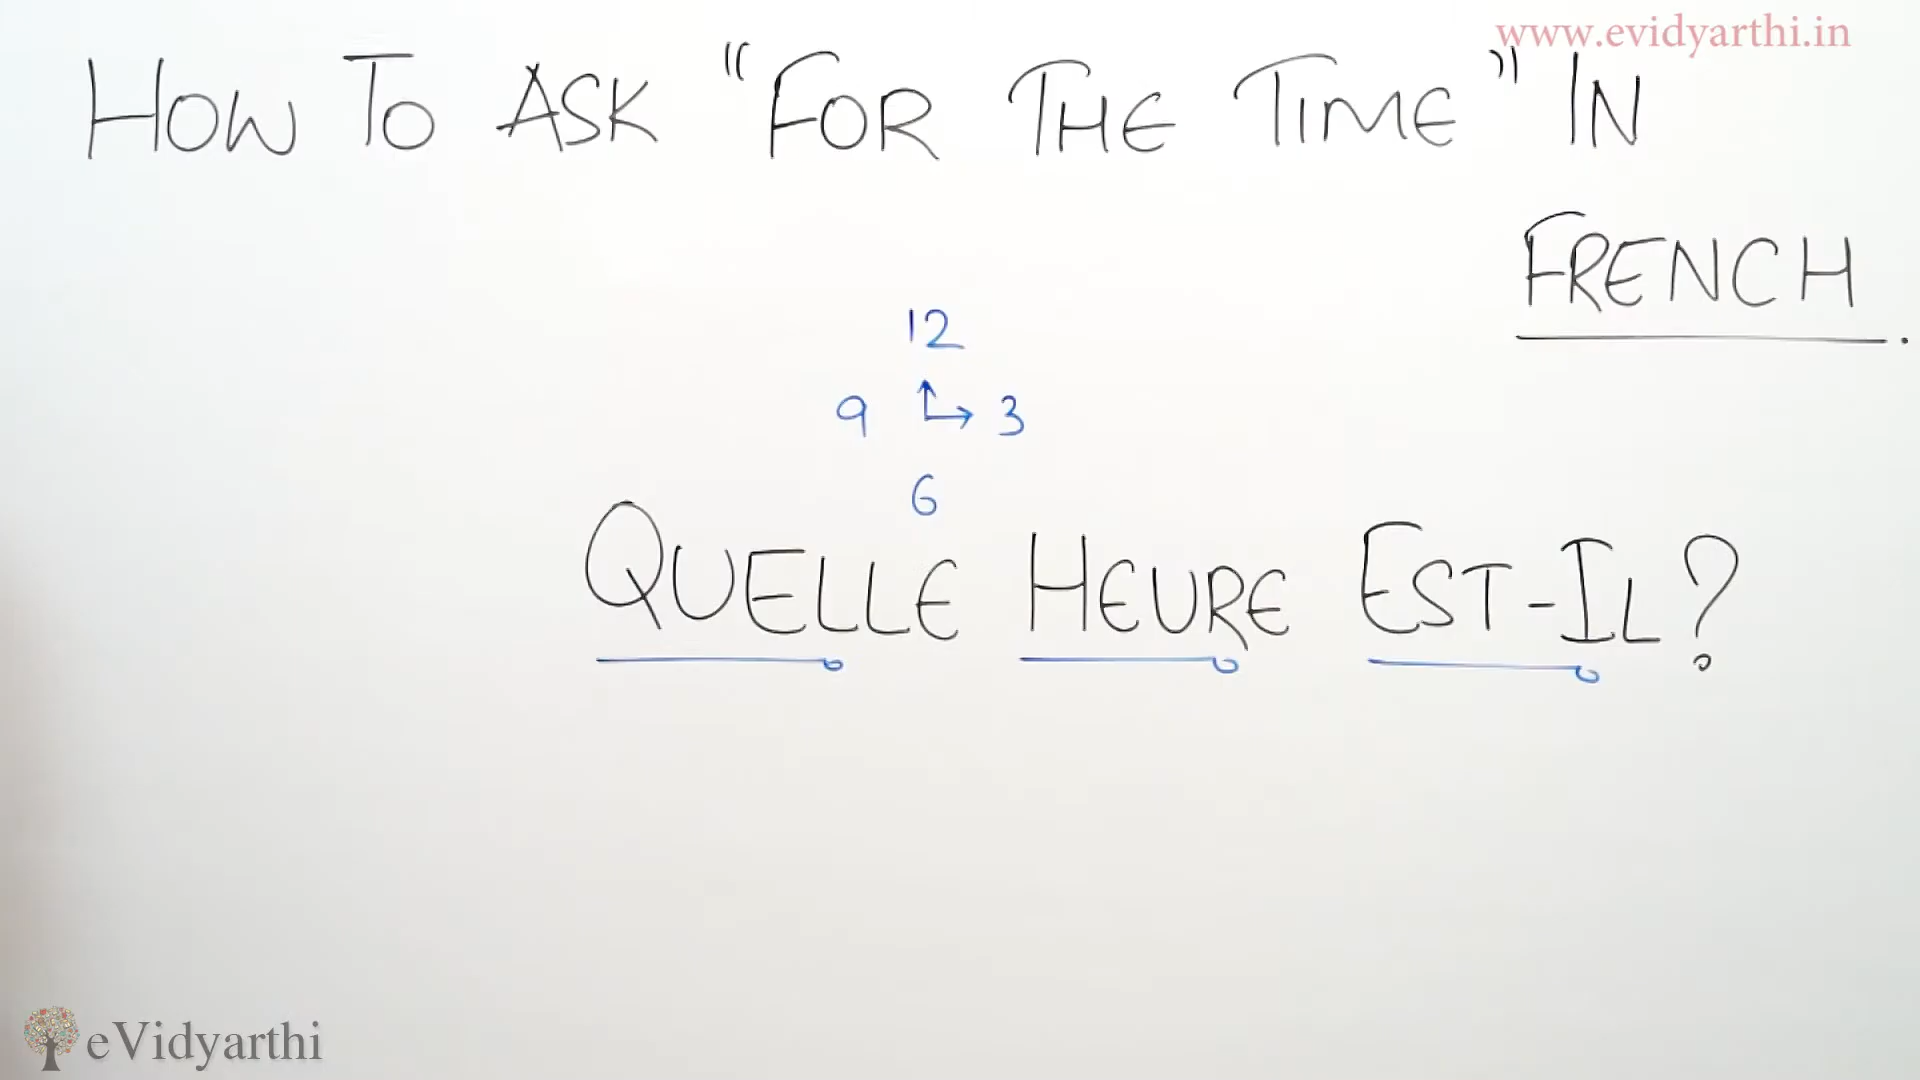 www.evidyarthi.in
HOW TO ASK "FOR THE TIME" IN
FRENCH.
12
9 3
6
QUELLE HEURE EST-IL?
eVidyarthi